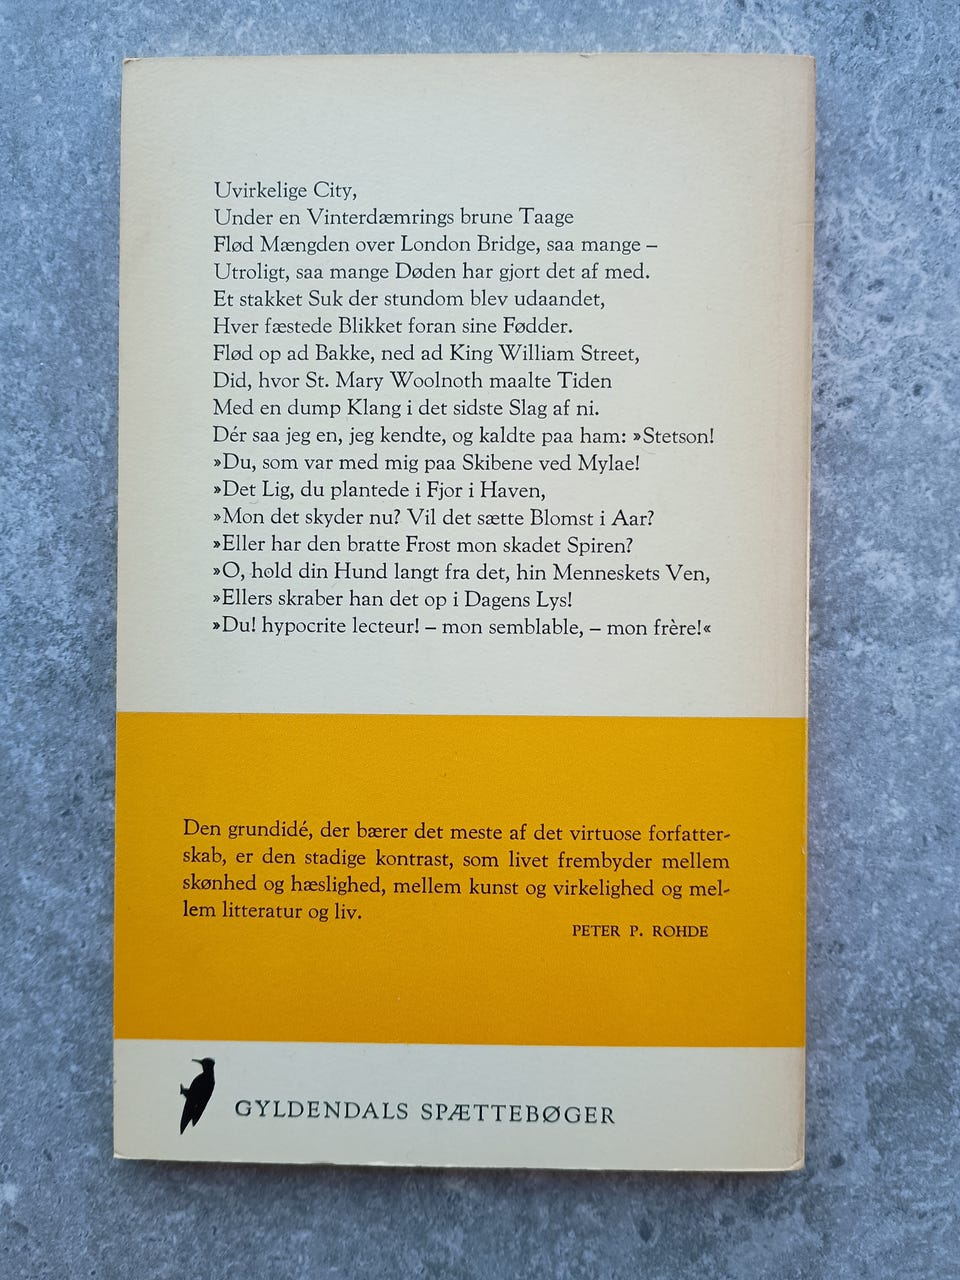 Uvirkelige City,
Under en Vinterdæmrings brune Taage
Flød Mængden over London Bridge, saa mange –
Utroligt, saa mange Døden har gjort det af med.
Et stakket Suk der stundom blev udaandet,
Hver fæstede Blikket foran sine Fødder.
Flød op ad Bakke, ned ad King William Street,
Did, hvor St. Mary Woolnoth maalte Tiden
Med en dump Klang i det sidste Slag af ni.
Dér saa jeg en, jeg kendte, og kaldte paa ham: »Stetson!
»Du, som var med mig paa Skibene ved Mylae!
»Det Lig, du plantede i Fjor i Haven,
»Mon det skyder nu? Vil det sætte Blomst i Aar?
»Eller har den bratte Frost mon skadet Spiren?
»O, hold din Hund langt fra det, hin Menneskets Ven,
»Ellers skraber han det op i Dagens Lys!
»Du! hypocrite lecteur! – mon semblable, – mon frère!«
Den grundidé, der bærer det meste af det virtuose forfatter-
skab, er den stadige kontrast, som livet frembyder mellem
skønhed og hæslighed, mellem kunst og virkelighed og mel-
lem litteratur og liv.
PETER P. ROHDE
GYLDENDALS SPÆTTEBØGER